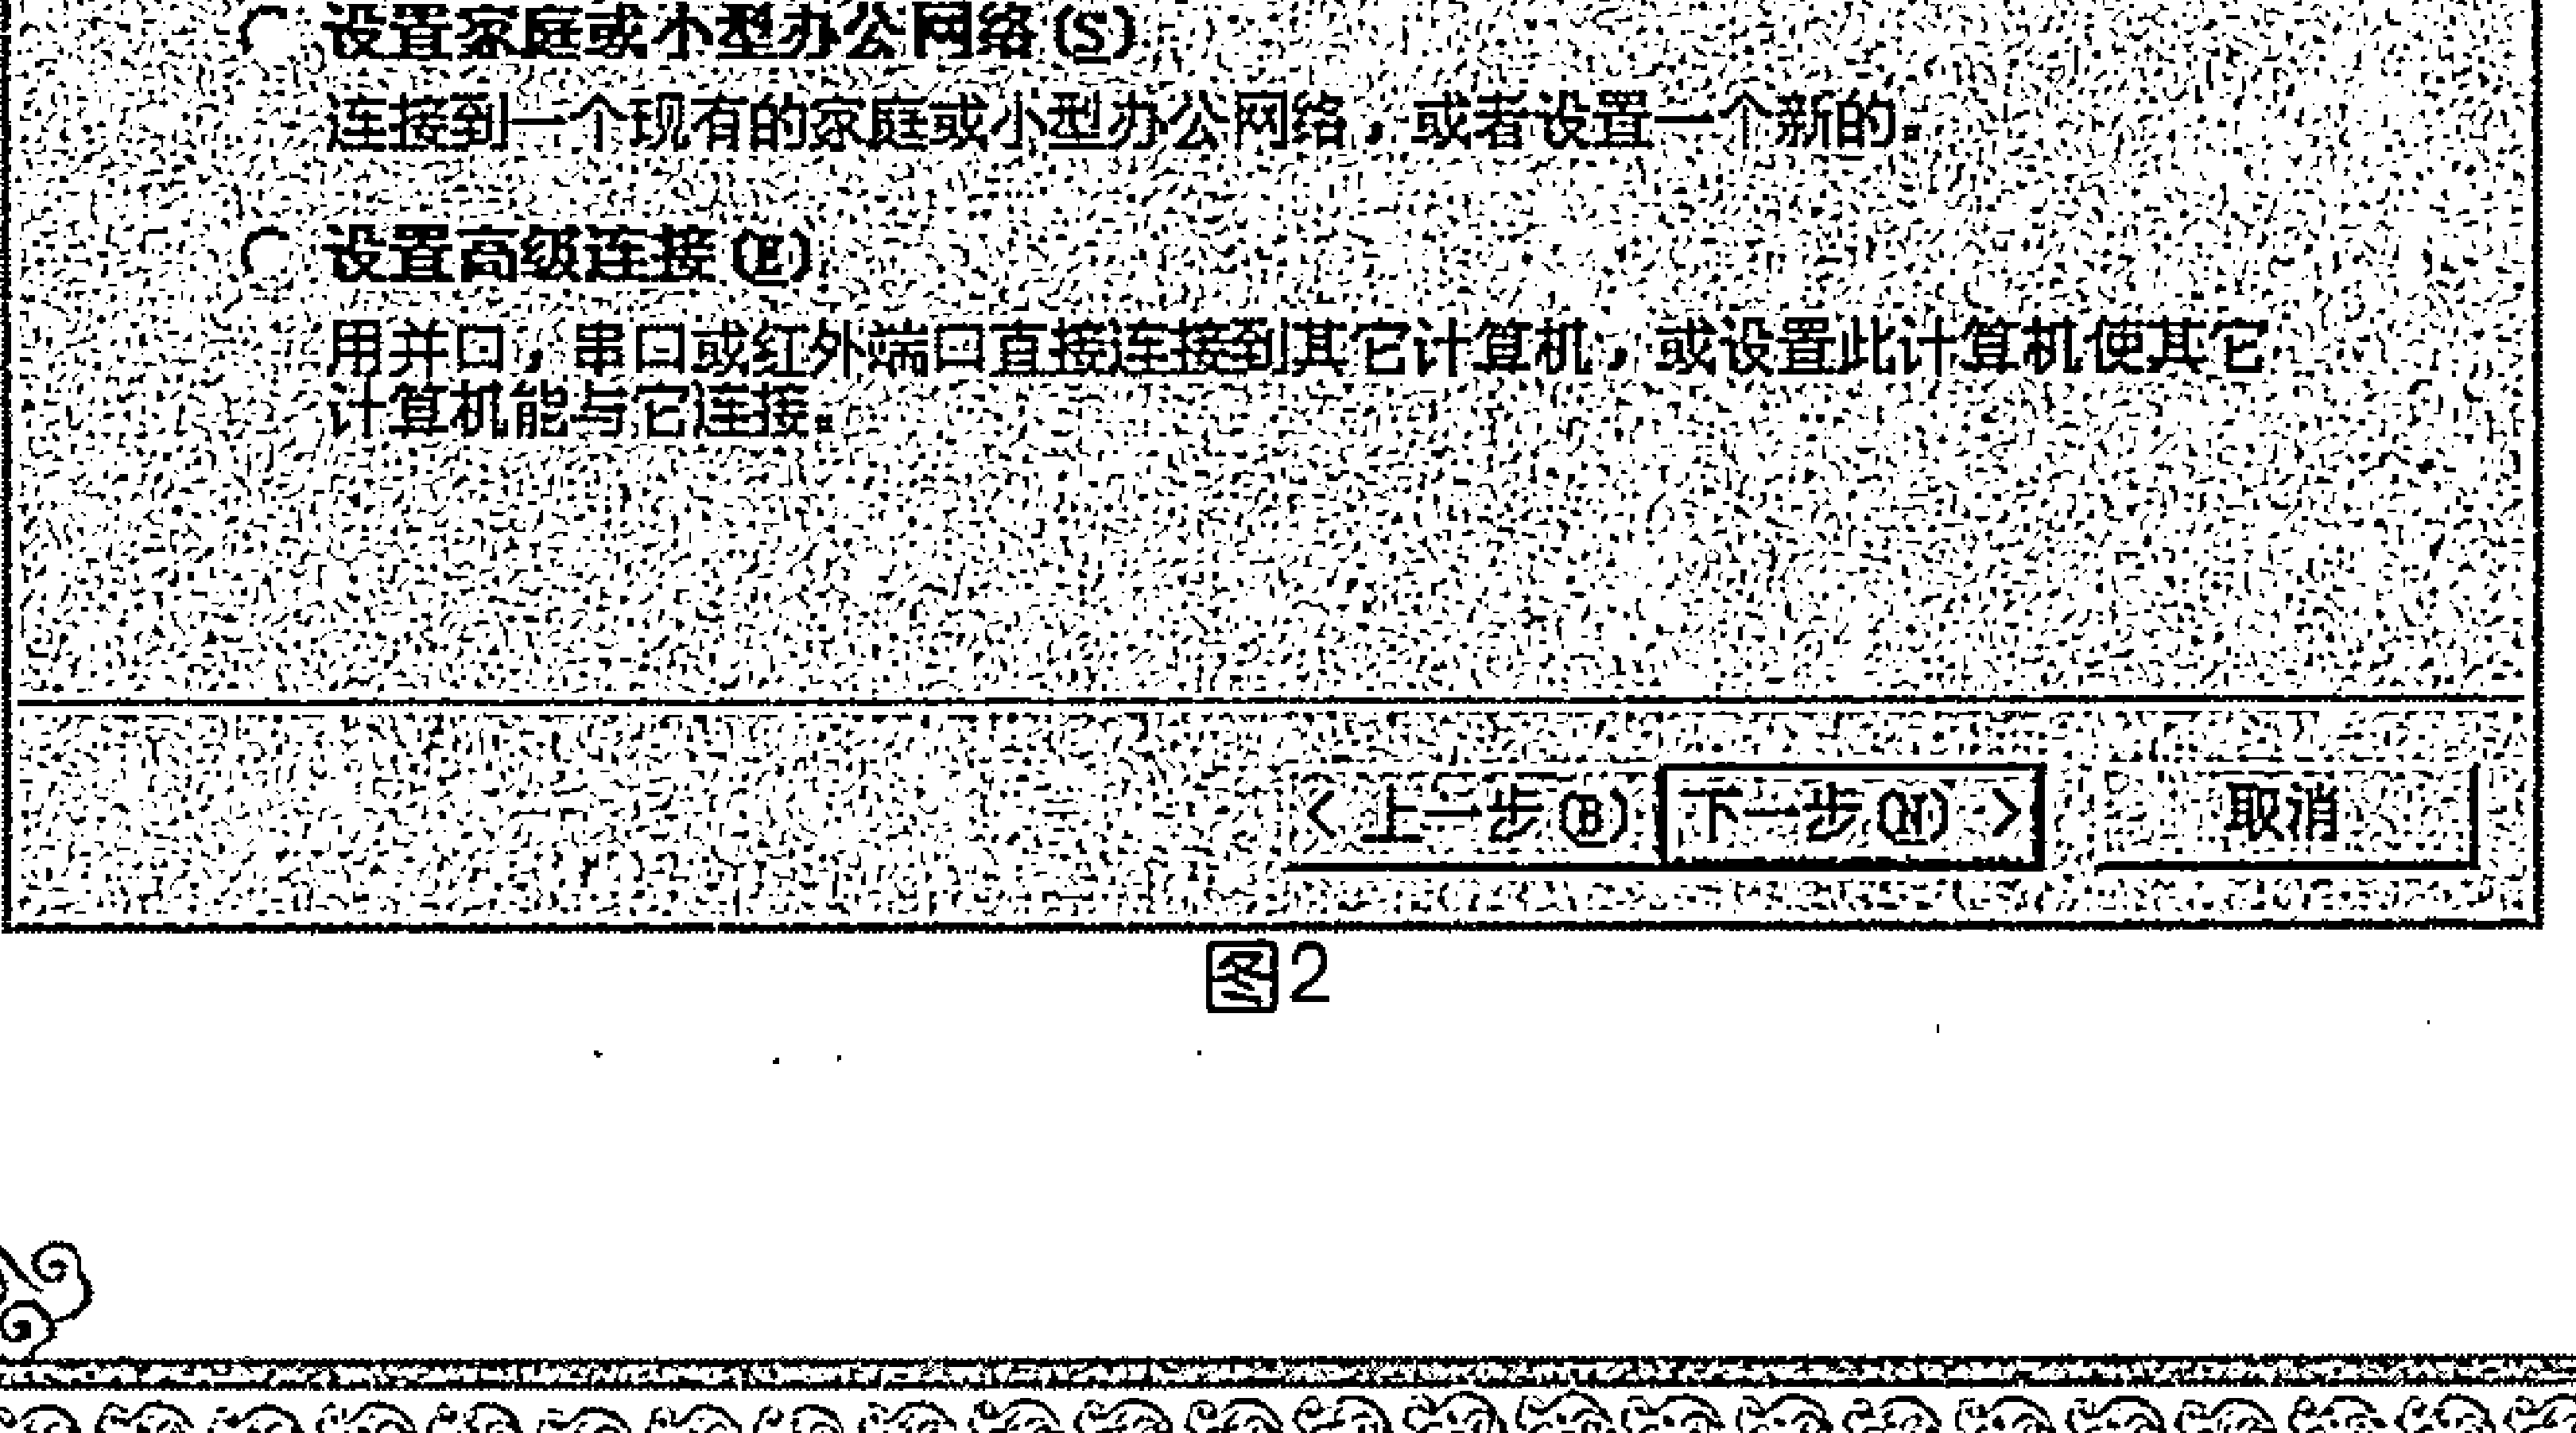 设置家庭或小型办公网络(S)
连接到一个现有的家庭或小型办公网络，或者设置一个新的。
设置高级连接(E)
用并口，串口或红外端口直接连接到其它计算机，或设置此计算机使其它
计算机能与它连接。
< 上一步(B) 下一步(N) > 取消
图2